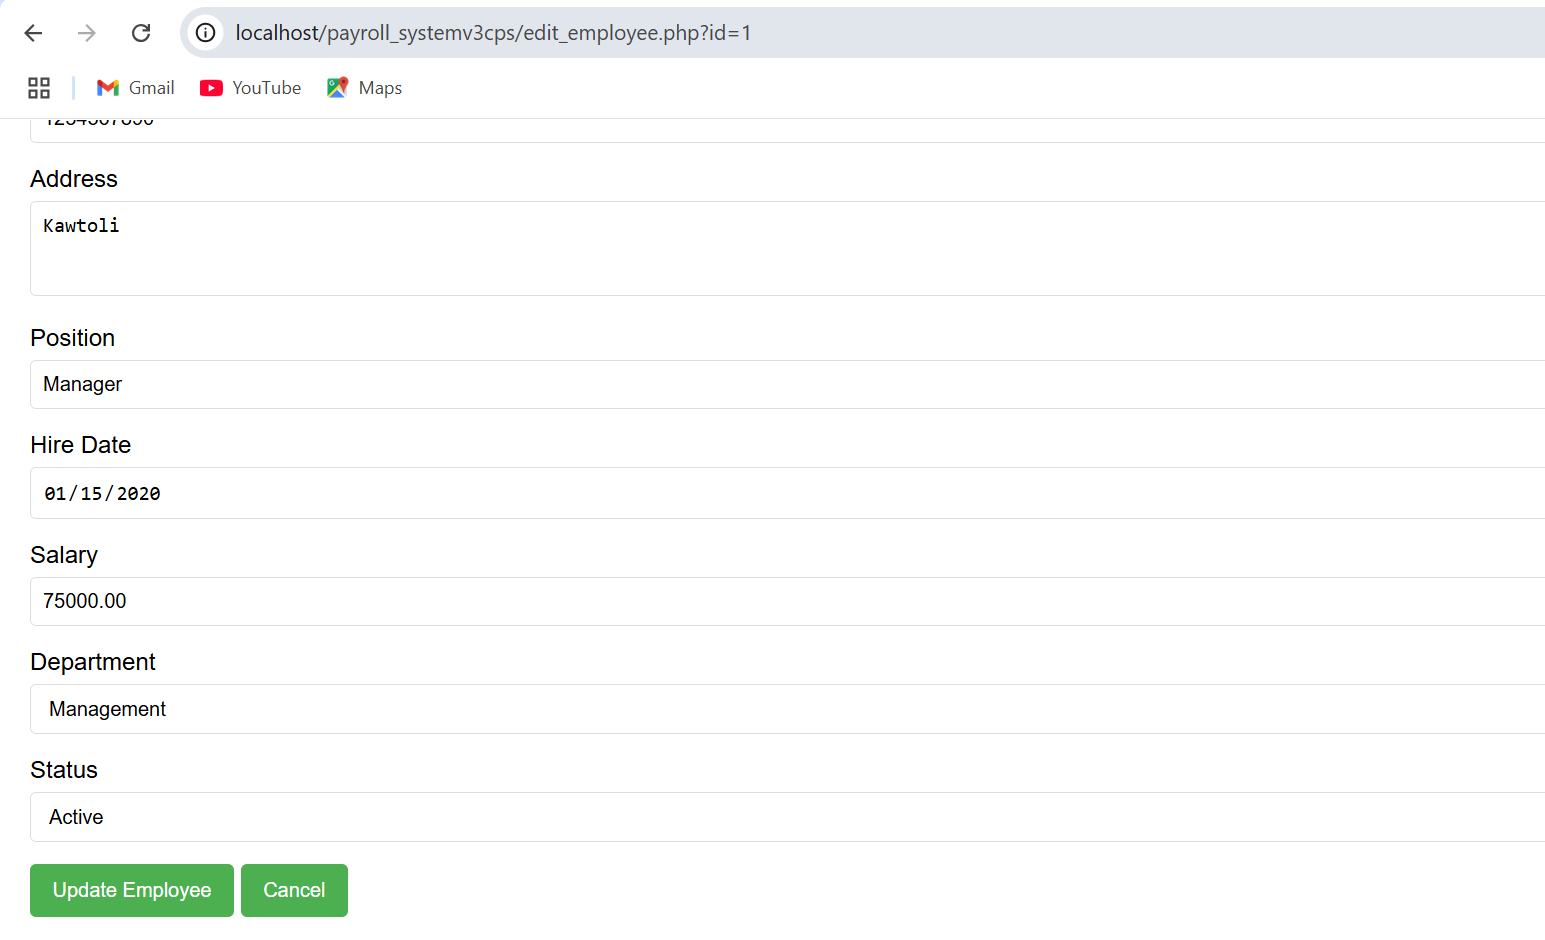 localhost/payroll_systemv3cps/edit_employee.php?id=1
Gmail YouTube Maps
1234567890
Address
Kawtoli
Position
Manager
Hire Date
01/15/2020
Salary
75000.00
Department
Management
Status
Active
Update Employee Cancel